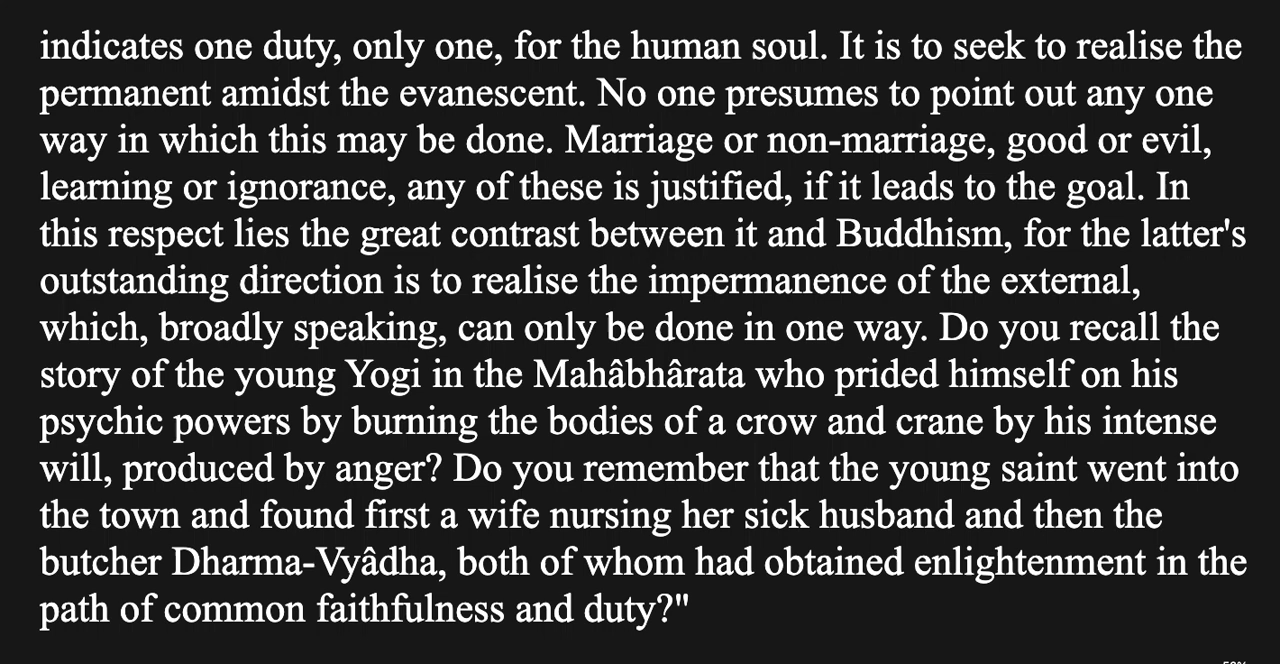 indicates one duty, only one, for the human soul. It is to seek to realise the
permanent amidst the evanescent. No one presumes to point out any one
way in which this may be done. Marriage or non-marriage, good or evil,
learning or ignorance, any of these is justified, if it leads to the goal. In
this respect lies the great contrast between it and Buddhism, for the latter's
outstanding direction is to realise the impermanence of the external,
which, broadly speaking, can only be done in one way. Do you recall the
story of the young Yogi in the Mahâbhârata who prided himself on his
psychic powers by burning the bodies of a crow and crane by his intense
will, produced by anger? Do you remember that the young saint went into
the town and found first a wife nursing her sick husband and then the
butcher Dharma-Vyâdha, both of whom had obtained enlightenment in the
path of common faithfulness and duty?"